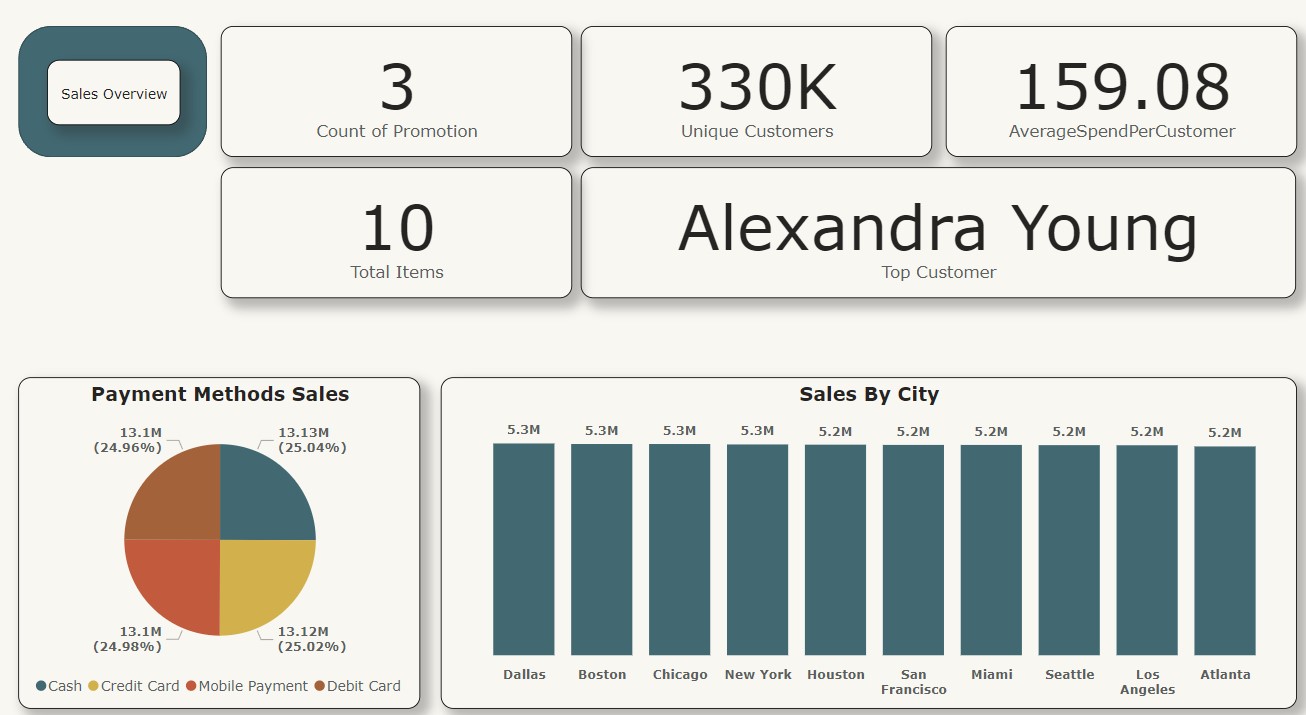 Sales Overview
3
Count of Promotion
330K
Unique Customers
159.08
AverageSpendPerCustomer
10
Total Items
Alexandra Young
Top Customer
Payment Methods Sales
13.1M
(24.96%)
13.13M
(25.04%)
13.1M
(24.98%)
13.12M
(25.02%)
Cash Credit Card Mobile Payment Debit Card
Sales By City
5.3M 5.3M 5.3M 5.3M 5.2M 5.2M 5.2M 5.2M 5.2M 5.2M
Dallas Boston Chicago New York Houston San Francisco Miami Seattle Los Angeles Atlanta